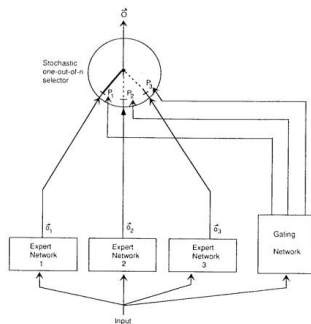 o⃗
Stochastic
one-out-of-n
selector
P₁
P₂
P₃
o⃗₁
o⃗₂
o⃗₃
Expert
Network
1
Expert
Network
2
Expert
Network
3
Gating
Network
Input